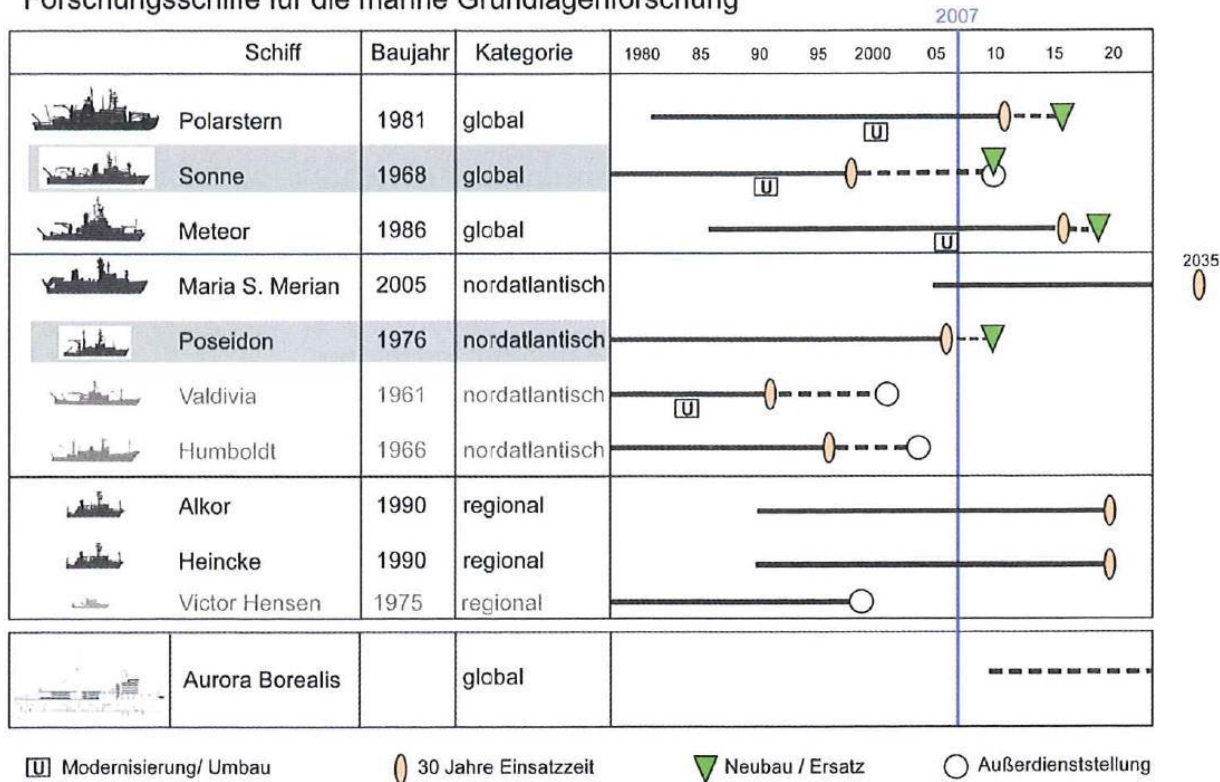 Forschungsschiffe für die marine Grundlagenforschung
2007
Schiff Baujahr Kategorie 1980 85 90 95 2000 05 10 15 20
Polarstern 1981 global
U
Sonne 1968 global
U
Meteor 1986 global
U
Maria S. Merian 2005 nordatlantisch
2035
Poseidon 1976 nordatlantisch
Valdivia 1961 nordatlantisch
U
Humboldt 1966 nordatlantisch
Alkor 1990 regional
Heincke 1990 regional
Victor Hensen 1975 regional
Aurora Borealis global
U Modernisierung/ Umbau 30 Jahre Einsatzzeit Neubau / Ersatz Außerdienststellung